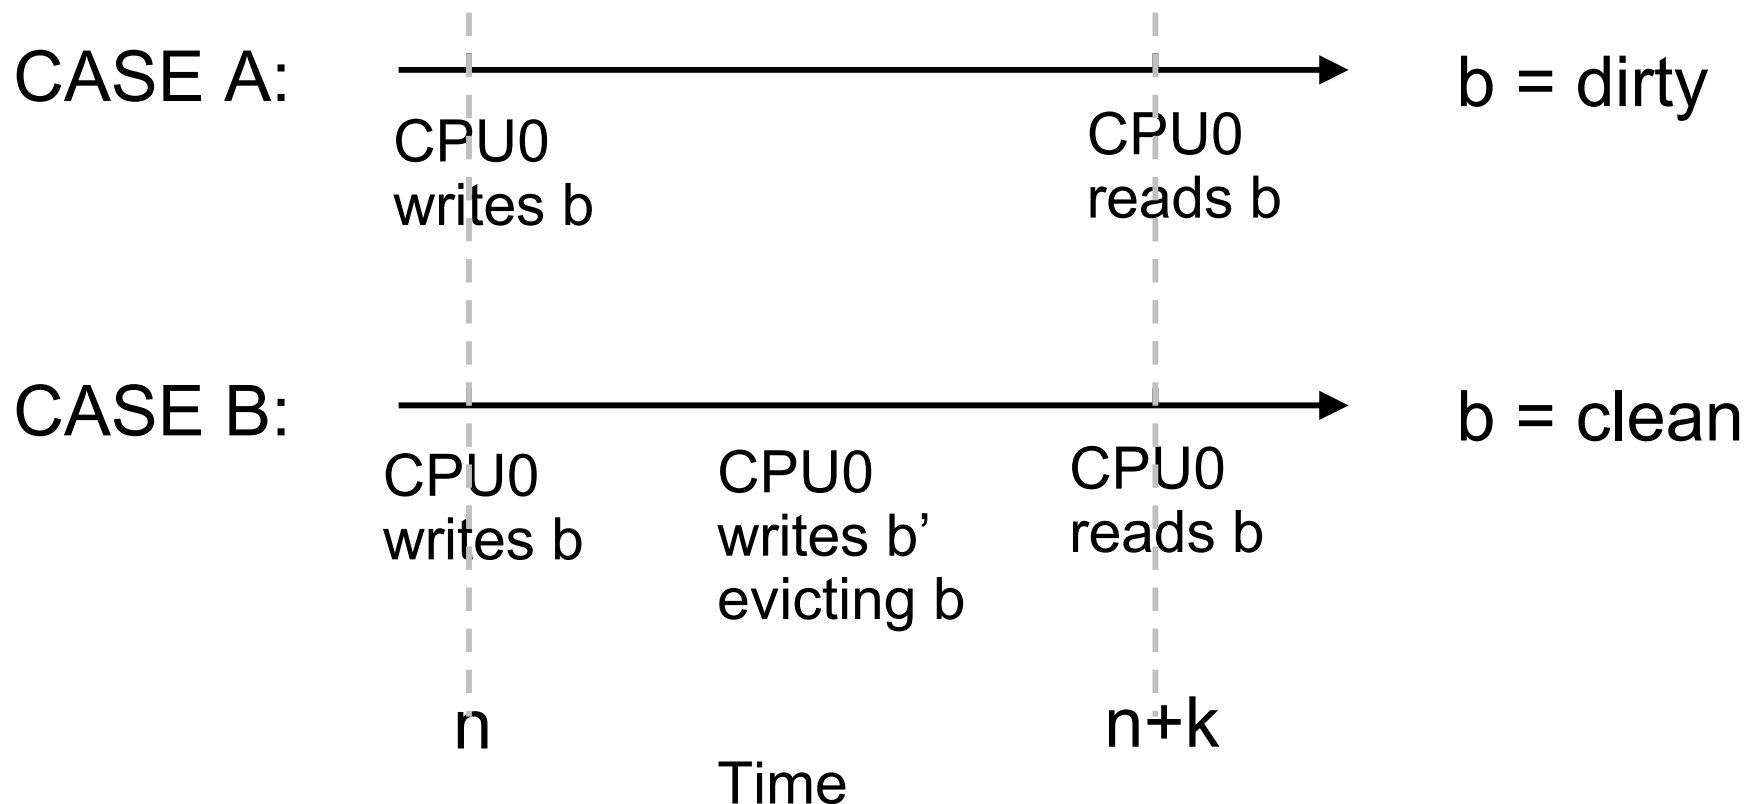 CASE A:
b = dirty
CPU0
writes b
CPU0
reads b
CASE B:
b = clean
CPU0
writes b
CPU0
writes b’
evicting b
CPU0
reads b
n
n+k
Time